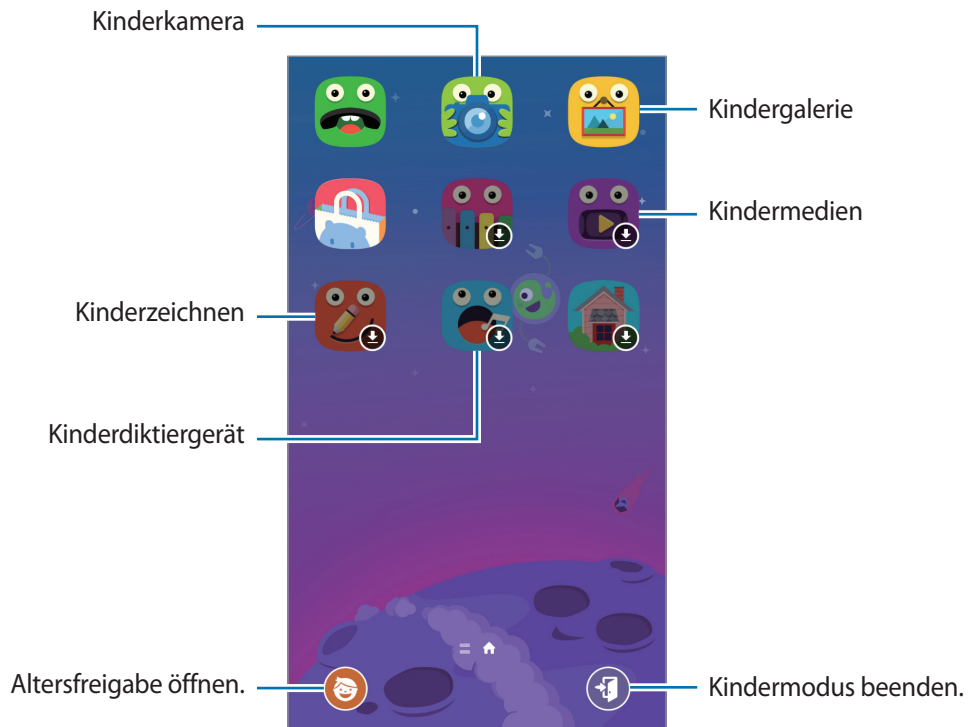 Kinderkamera
Kindergalerie
Kindermedien
Kinderzeichnen
Kinderdiktiergerät
Altersfreigabe öffnen.
Kindermodus beenden.